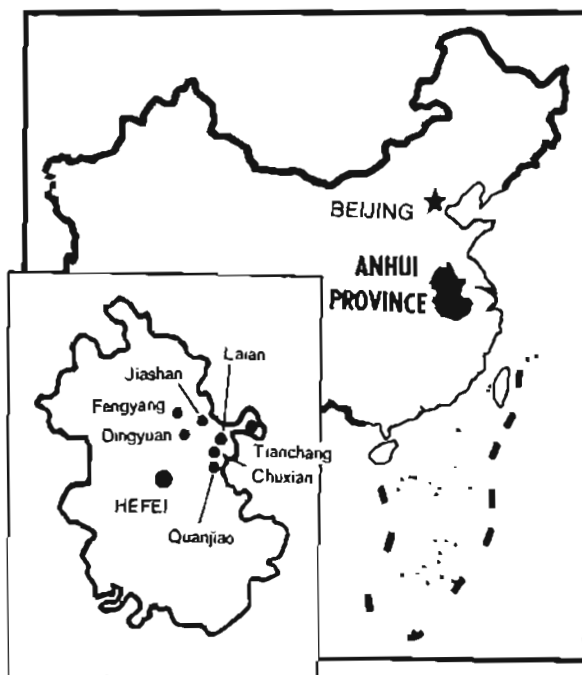 BEIJING
ANHUI
PROVINCE
Laian
Jiashan
Fengyang
Dingyuan
Tianchang
Chuxian
HEFEI
Quanjiao